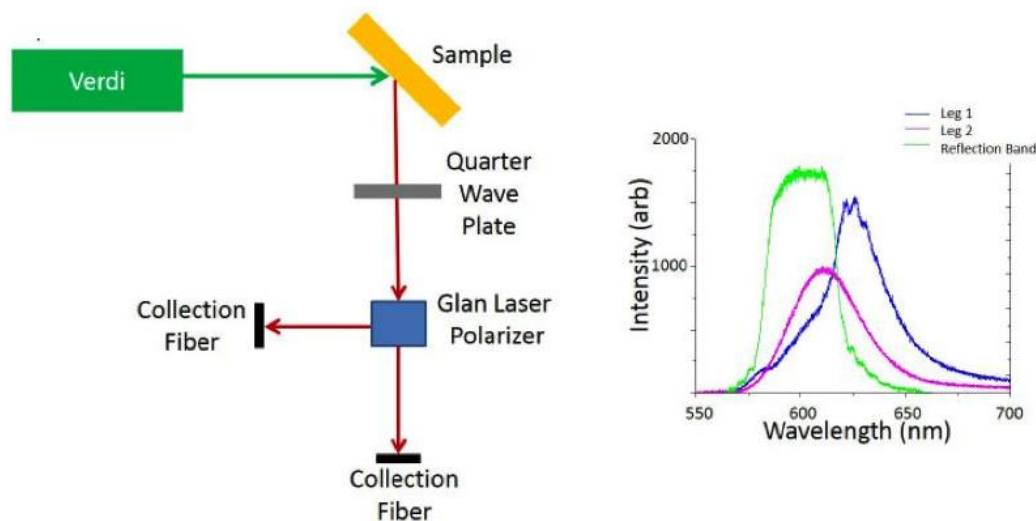 Verdi
Sample
Quarter
Wave
Plate
Glan Laser
Polarizer
Collection
Fiber
Collection
Fiber
Leg 1
Leg 2
Reflection Band
2000
1000
Intensity (arb)
550
600
650
700
Wavelength (nm)